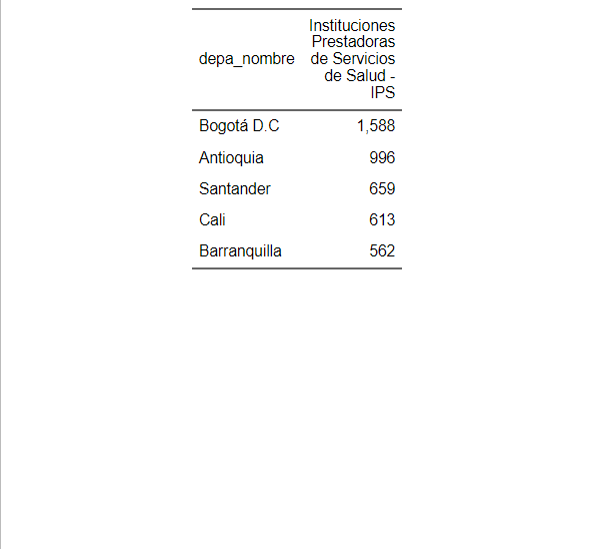 depa_nombre Instituciones
Prestadoras
de Servicios
de Salud -
IPS
Bogotá D.C 1,588
Antioquia 996
Santander 659
Cali 613
Barranquilla 562